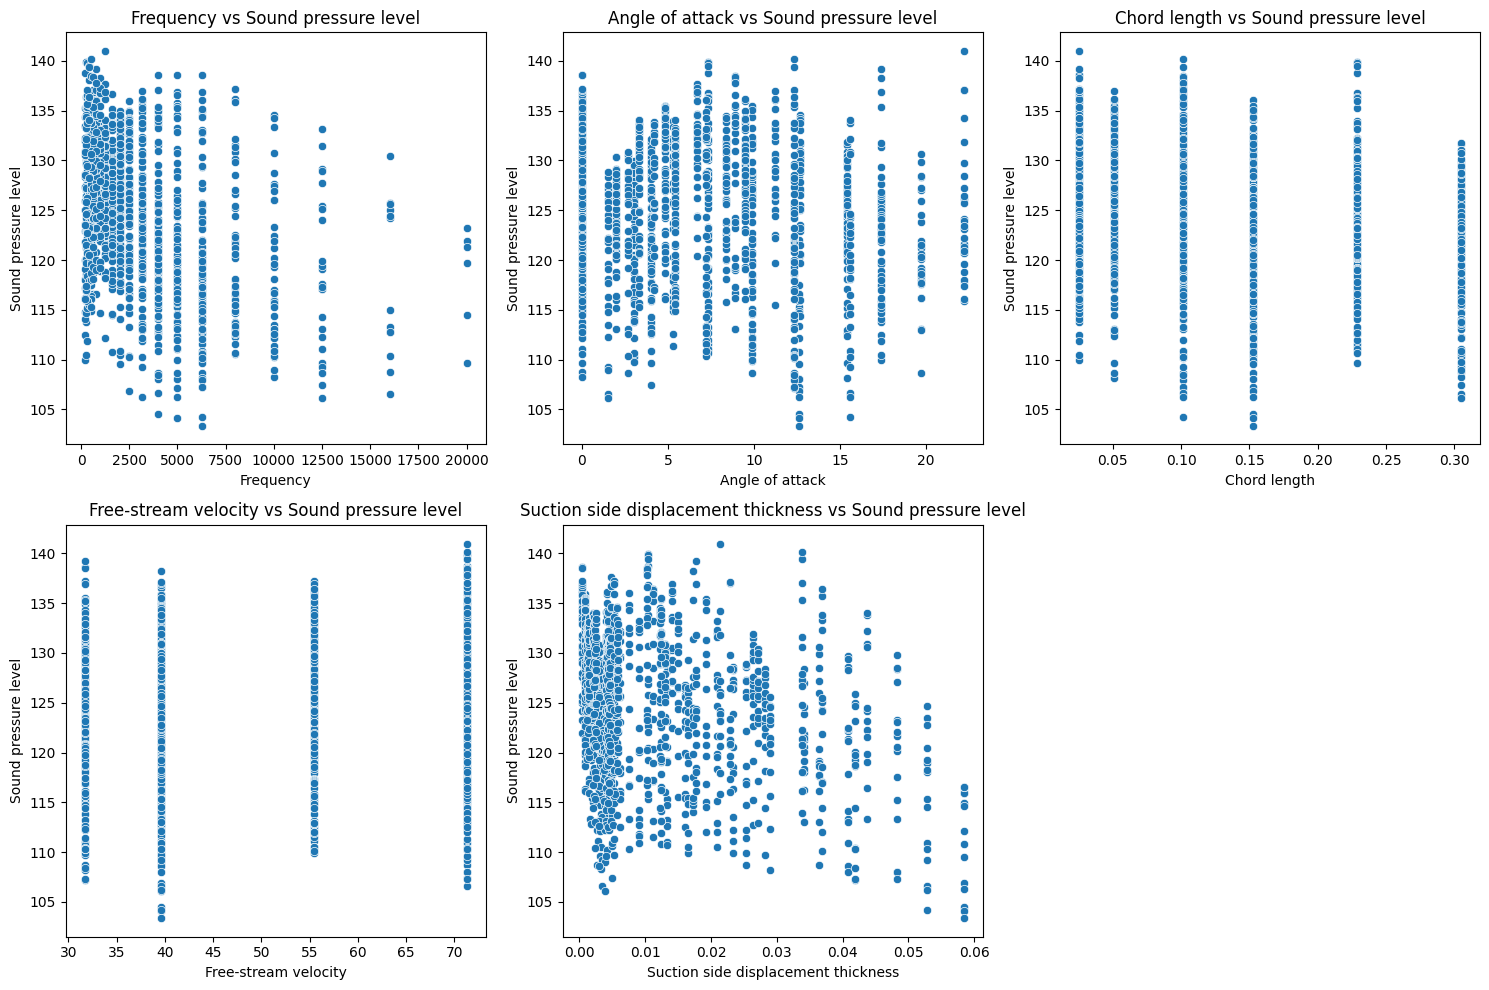 Frequency vs Sound pressure level
Angle of attack vs Sound pressure level
Chord length vs Sound pressure level
140
135
130
125
120
115
110
105
Sound pressure level
0 2500 5000 7500 10000 12500 15000 17500 20000
Frequency
140
135
130
125
120
115
110
105
Sound pressure level
0 5 10 15 20
Angle of attack
140
135
130
125
120
115
110
105
Sound pressure level
0.05 0.10 0.15 0.20 0.25 0.30
Chord length
Free-stream velocity vs Sound pressure level
Suction side displacement thickness vs Sound pressure level
140
135
130
125
120
115
110
105
Sound pressure level
30 35 40 45 50 55 60 65 70
Free-stream velocity
140
135
130
125
120
115
110
105
Sound pressure level
0.00 0.01 0.02 0.03 0.04 0.05 0.06
Suction side displacement thickness